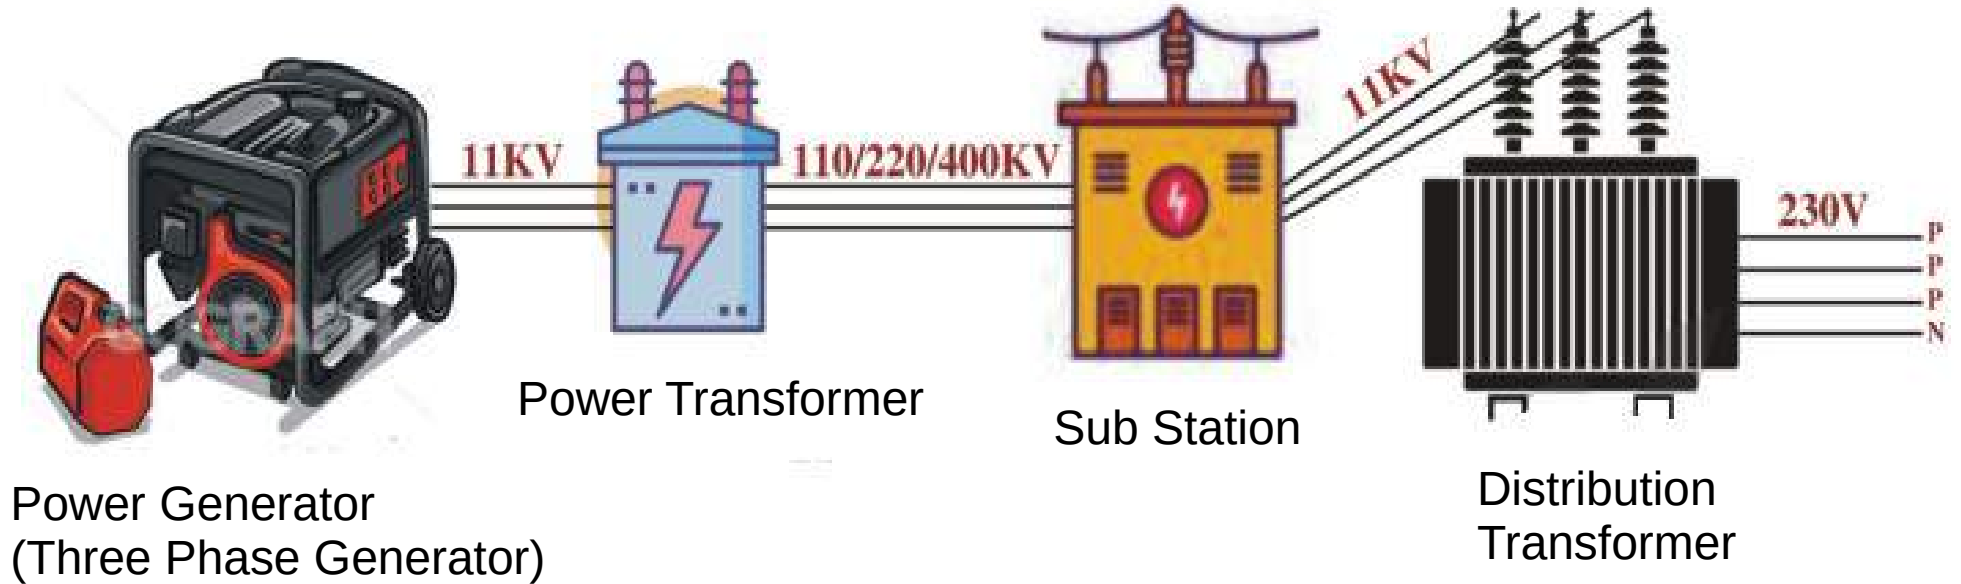 11KV
110/220/400KV
11KV
230V
P
P
P
N
Power Transformer
Sub Station
Distribution
Transformer
Power Generator
(Three Phase Generator)